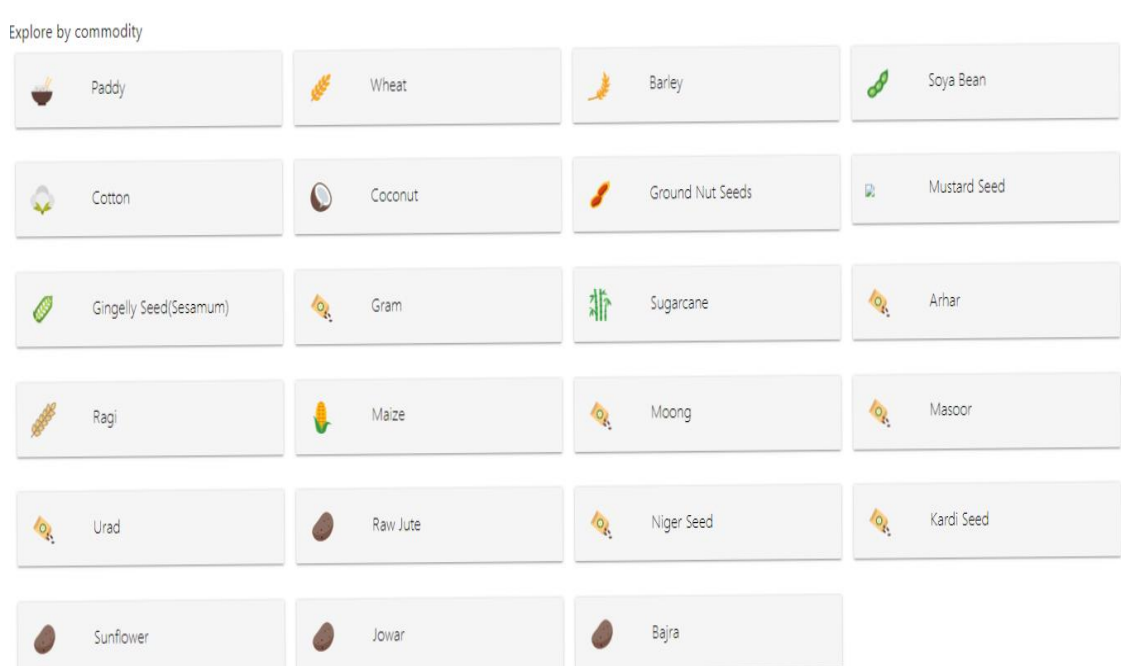 Explore by commodity
Paddy
Wheat
Barley
Soya Bean
Cotton
Coconut
Ground Nut Seeds
Mustard Seed
Gingelly Seed(Sesamum)
Gram
Sugarcane
Arhar
Ragi
Maize
Moong
Masoor
Urad
Raw Jute
Niger Seed
Kardi Seed
Sunflower
Jowar
Bajra